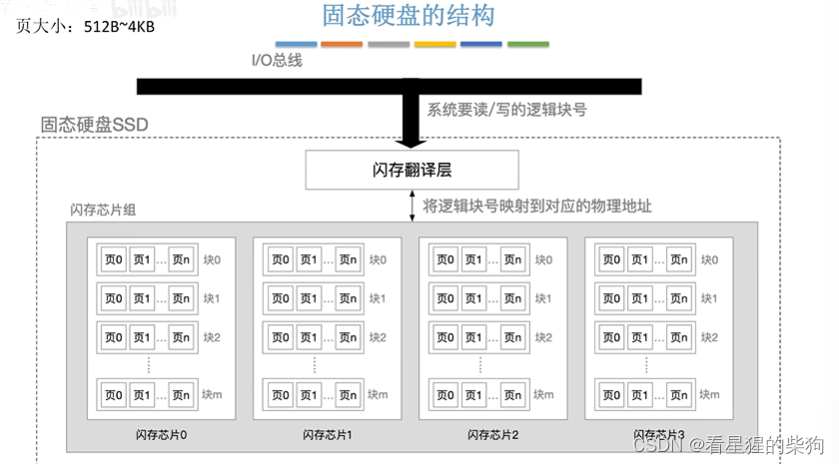 固态硬盘的结构
页大小：512B~4KB
I/O总线
系统要读/写的逻辑块号
固态硬盘SSD
闪存翻译层
将逻辑块号映射到对应的物理地址
闪存芯片组
页0 页1 ... 页n 块0 页0 页1 ... 页n 块0 页0 页1 ... 页n 块0 页0 页1 ... 页n 块0
页0 页1 ... 页n 块1 页0 页1 ... 页n 块1 页0 页1 ... 页n 块1 页0 页1 ... 页n 块1
页0 页1 ... 页n 块2 页0 页1 ... 页n 块2 页0 页1 ... 页n 块2 页0 页1 ... 页n 块2
页0 页1 ... 页n 块m 页0 页1 ... 页n 块m 页0 页1 ... 页n 块m 页0 页1 ... 页n 块m
闪存芯片0 闪存芯片1 闪存芯片2 闪存芯片3
CSDN @看星猩的柴狗